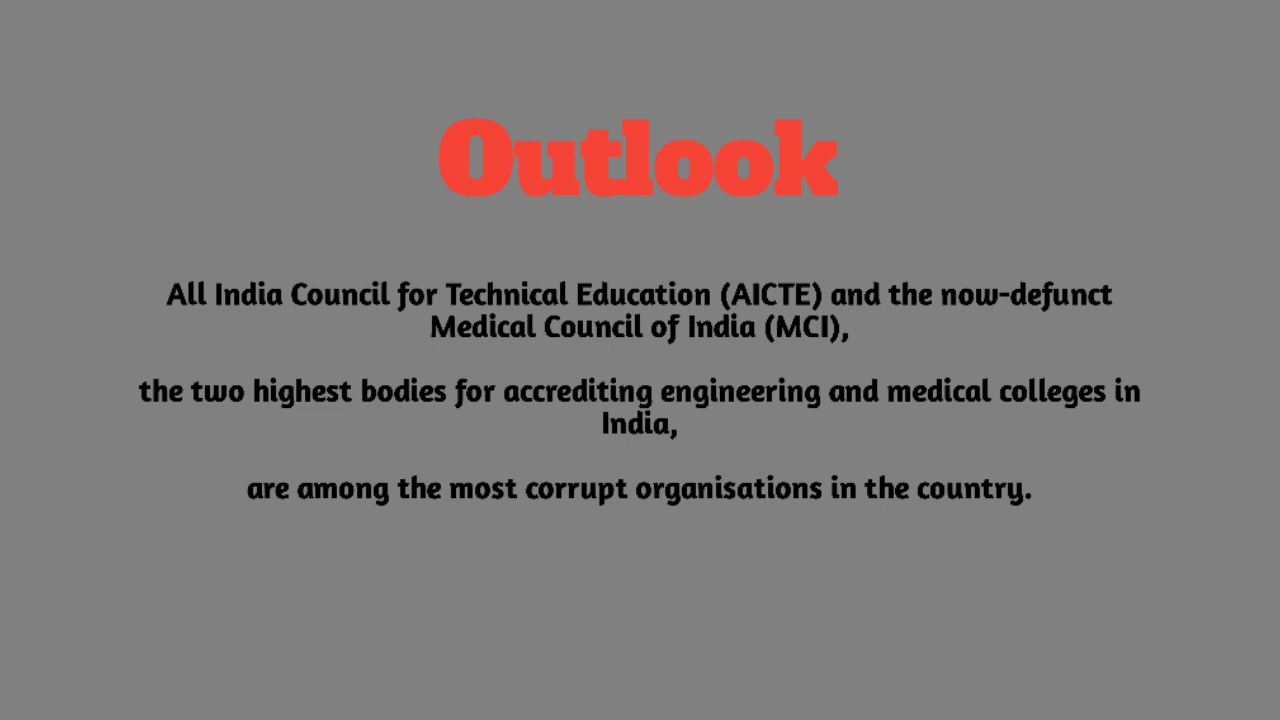 Outlook
All India Council for Technical Education (AICTE) and the now-defunct
Medical Council of India (MCI),
the two highest bodies for accrediting engineering and medical colleges in
India,
are among the most corrupt organisations in the country.